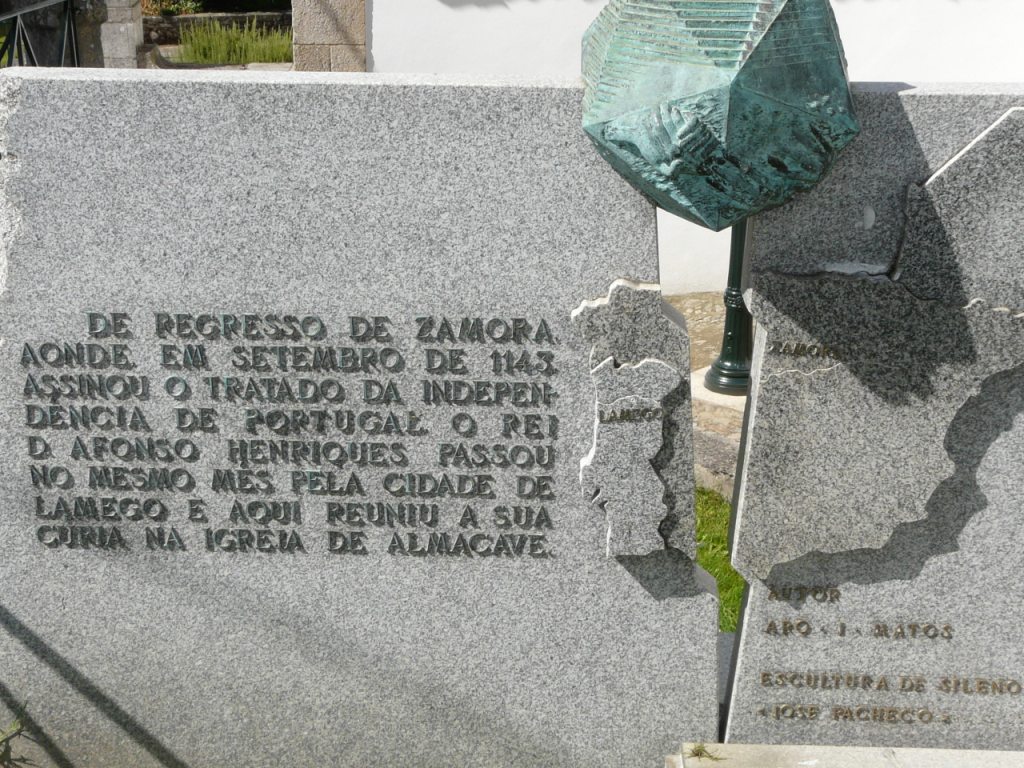 DE REGRESSO DE ZAMORA
AONDE, EM SETEMBRO DE 1143,
ASSINOU O TRATADO DA INDEPEN-
DÊNCIA DE PORTUGAL, O REI
D. AFONSO HENRIQUES PASSOU
NO MESMO MÊS PELA CIDADE DE
LAMEGO E AQUI REUNIU A SUA
CÚRIA NA IGREJA DE ALMACAVE.
LAMEGO
ZAMORA
AUTOR
ARQ · J · MATOS
ESCULTURA DE SILENO
«JOSE PACHECO»